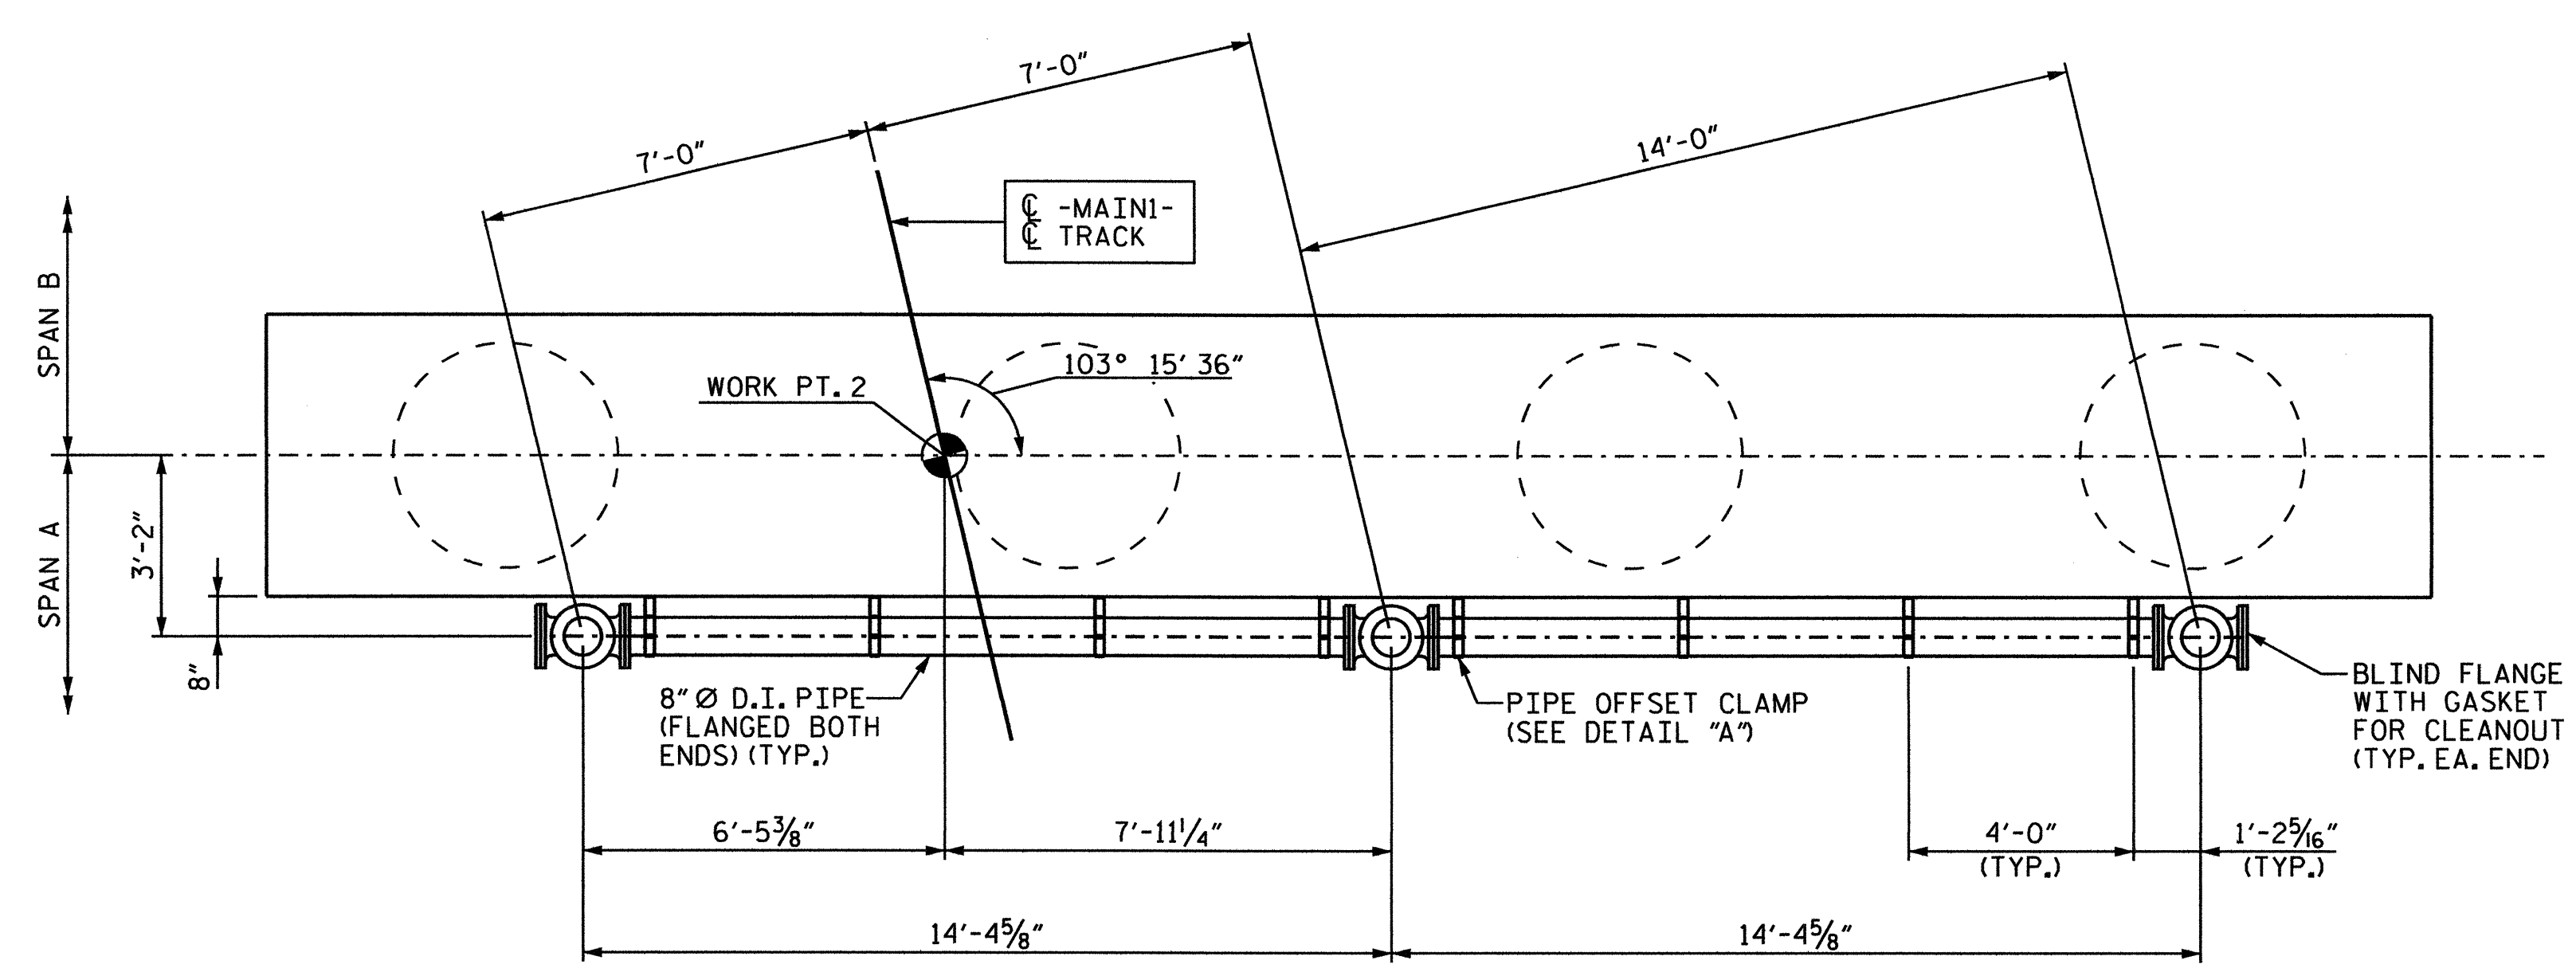 7'-0"
7'-0"
14'-0"
℄ -MAIN1-
℄ TRACK
SPAN B
103° 15' 36"
WORK PT. 2
SPAN A
3'-2"
8"
8" Ø D.I. PIPE
(FLANGED BOTH
ENDS) (TYP.)
PIPE OFFSET CLAMP
(SEE DETAIL "A")
BLIND FLANGE
WITH GASKET
FOR CLEANOUT
(TYP. EA. END)
6'-5⅜"
7'-11¼"
4'-0"
(TYP.)
1'-2 5/16"
(TYP.)
14'-4⅝"
14'-4⅝"